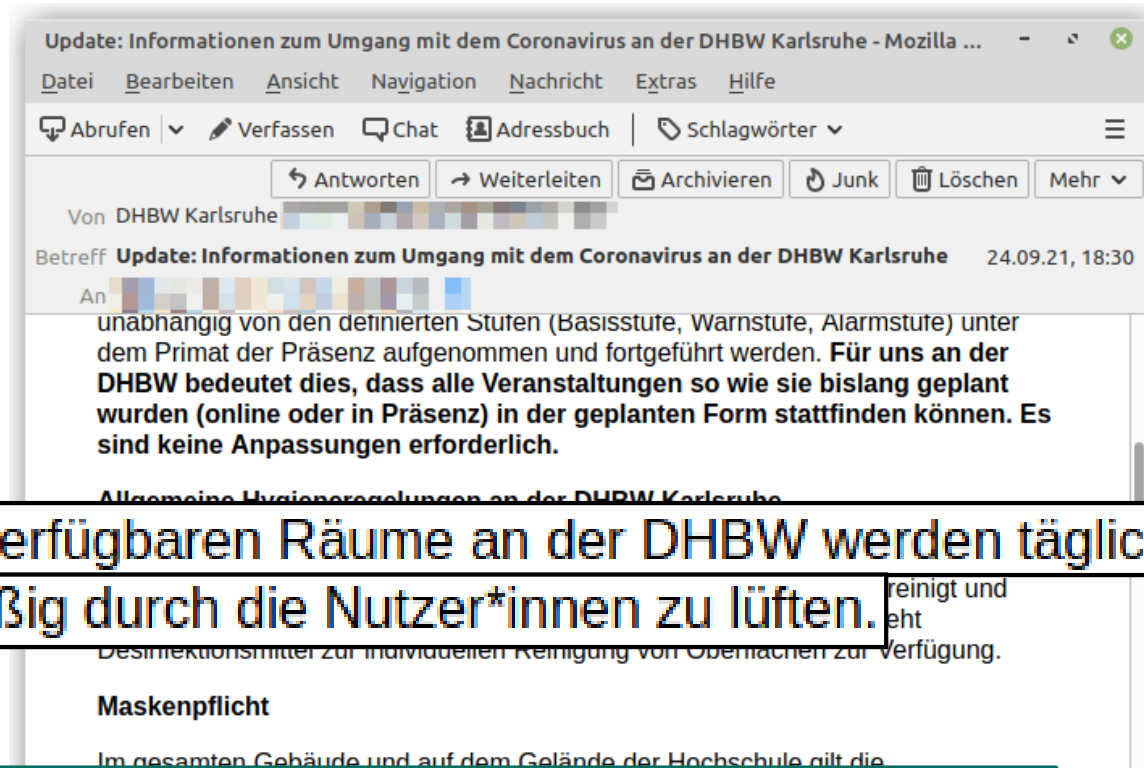 Update: Informationen zum Umgang mit dem Coronavirus an der DHBW Karlsruhe - Mozilla ...
Datei Bearbeiten Ansicht Navigation Nachricht Extras Hilfe
Abrufen Verfassen Chat Adressbuch Schlagwörter
Antworten Weiterleiten Archivieren Junk Löschen Mehr
Von DHBW Karlsruhe
Betreff Update: Informationen zum Umgang mit dem Coronavirus an der DHBW Karlsruhe 24.09.21, 18:30
An
unabhängig von den definierten Stufen (Basisstufe, Warnstufe, Alarmstufe) unter
dem Primat der Präsenz aufgenommen und fortgeführt werden. Für uns an der
DHBW bedeutet dies, dass alle Veranstaltungen so wie sie bislang geplant
wurden (online oder in Präsenz) in der geplanten Form stattfinden können. Es
sind keine Anpassungen erforderlich.
Allgemeine Hygieneregelungen an der DHBW Karlsruhe
erfügbaren Räume an der DHBW werden täglic
ßig durch die Nutzer*innen zu lüften.
reinigt und
eht
Desinfektionsmittel zur individuellen Reinigung von Oberflächen zur Verfügung.
Maskenpflicht
Im gesamten Gebäude und auf dem Gelände der Hochschule gilt die